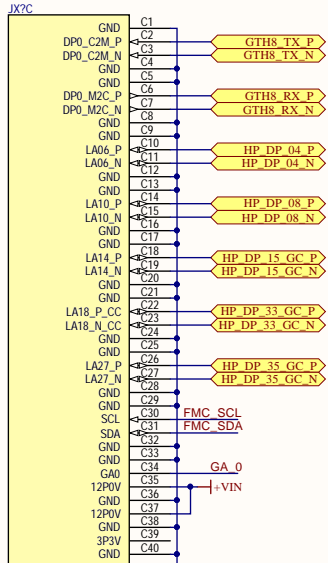 JX?C
GND C1
DP0_C2M_P C2 GTH8_TX_P
DP0_C2M_N C3 GTH8_TX_N
GND C4
GND C5
DP0_M2C_P C6 GTH8_RX_P
DP0_M2C_N C7 GTH8_RX_N
GND C8
GND C9
LA06_P C10 HP_DP_04_P
LA06_N C11 HP_DP_04_N
GND C12
GND C13
LA10_P C14 HP_DP_08_P
LA10_N C15 HP_DP_08_N
GND C16
GND C17
LA14_P C18 HP_DP_15_GC_P
LA14_N C19 HP_DP_15_GC_N
GND C20
GND C21
LA18_P_CC C22 HP_DP_33_GC_P
LA18_N_CC C23 HP_DP_33_GC_N
GND C24
GND C25
LA27_P C26 HP_DP_35_GC_P
LA27_N C27 HP_DP_35_GC_N
GND C28
GND C29
SCL C30 FMC_SCL
SDA C31 FMC_SDA
GND C32
GND C33
GA0 C34 GA_0
12P0V C35 +VIN
GND C36
12P0V C37
GND C38
3P3V C39
GND C40